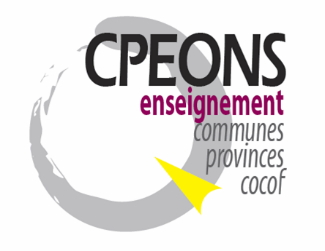 CPEONS
enseignement
communes
provinces
cocof